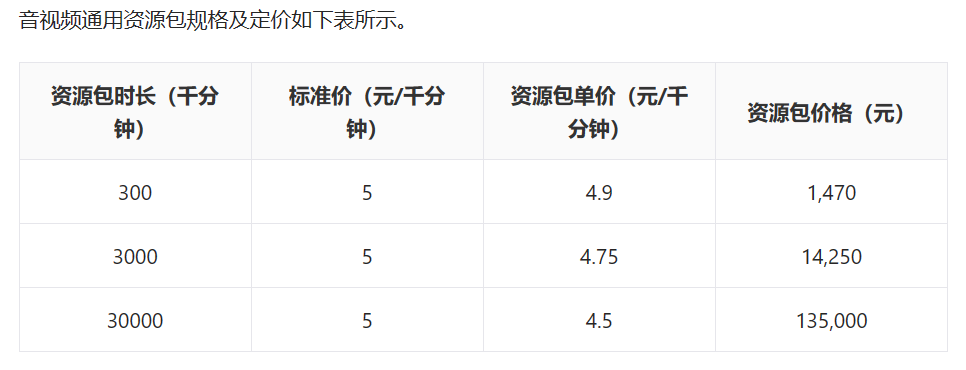 音视频通用资源包规格及定价如下表所示。
资源包时长（千分
钟）
标准价（元/千分
钟）
资源包单价（元/千
分钟）
资源包价格（元）
300 5 4.9 1,470
3000 5 4.75 14,250
30000 5 4.5 135,000